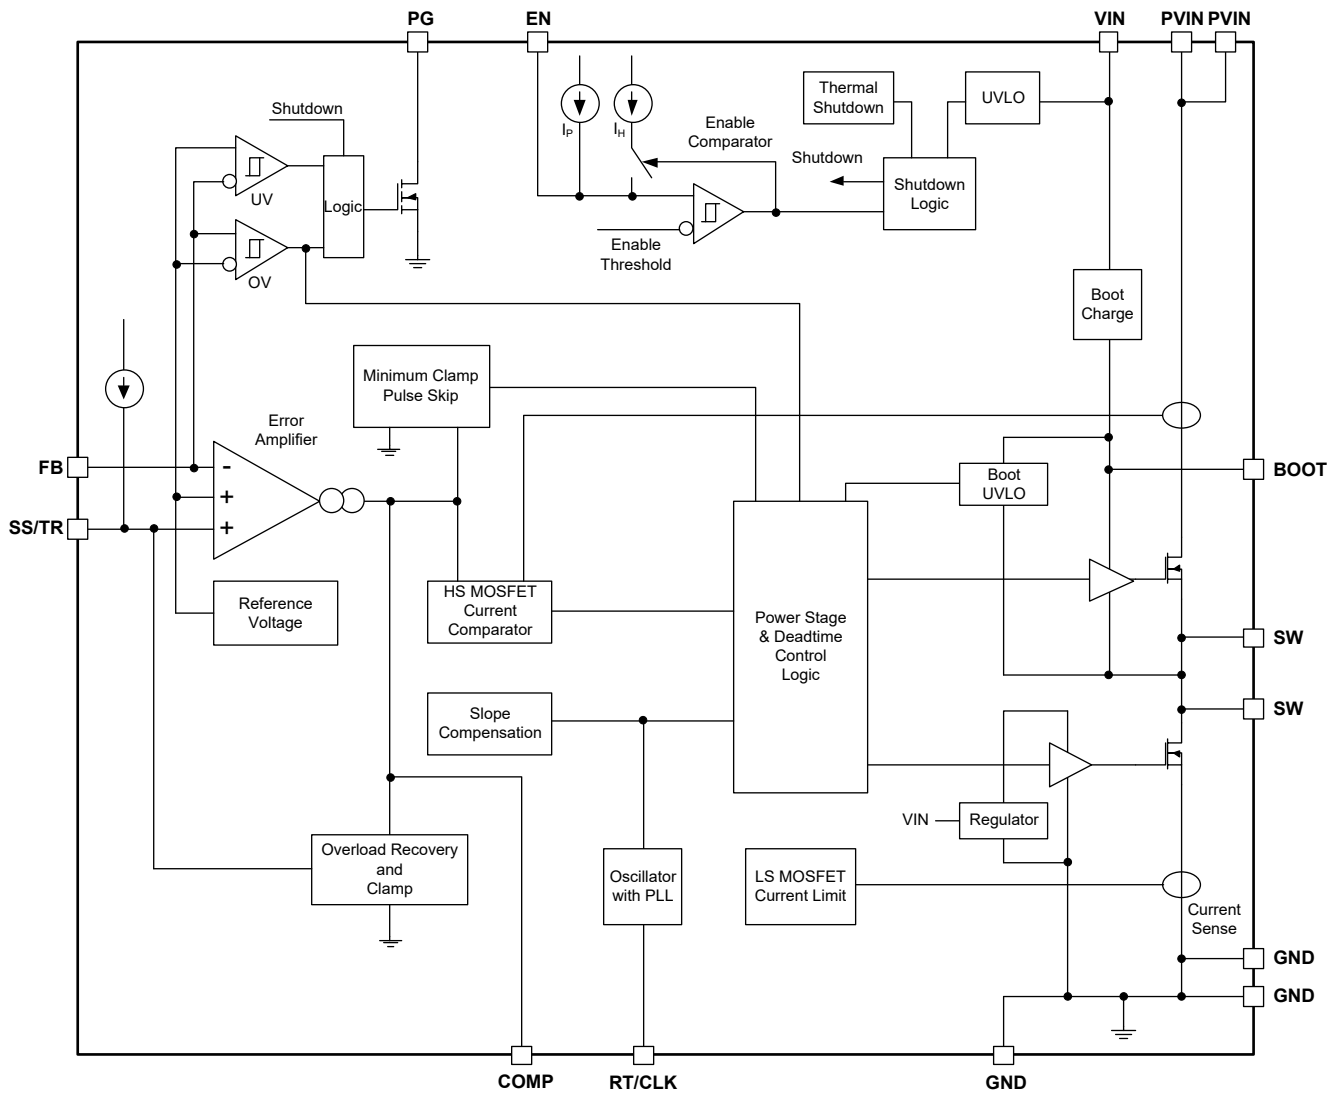 PG
EN
VIN
PVIN
PVIN
Shutdown
Thermal
Shutdown
UVLO
I_P
I_H
Enable
Comparator
Shutdown
Shutdown
Logic
UV
Logic
Enable
Threshold
OV
Boot
Charge
Minimum Clamp
Pulse Skip
Error
Amplifier
FB
-
+
SS/TR
+
Boot
UVLO
BOOT
Reference
Voltage
HS MOSFET
Current
Comparator
Power Stage
& Deadtime
Control
Logic
SW
SW
Slope
Compensation
VIN
Regulator
Overload Recovery
and
Clamp
Oscillator
with PLL
LS MOSFET
Current Limit
Current
Sense
GND
GND
COMP
RT/CLK
GND